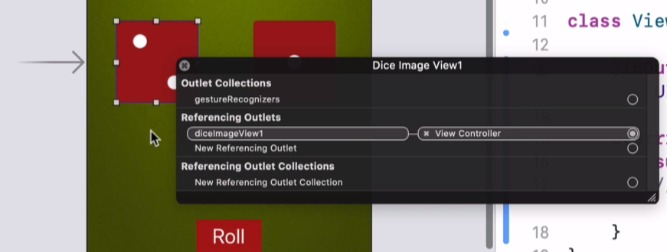 10
11 class View
12
Dice Image View1
Outlet Collections
gestureRecognizers
Referencing Outlets
diceImageView1 ✖ View Controller
New Referencing Outlet
Referencing Outlet Collections
New Referencing Outlet Collection
Roll
18 }